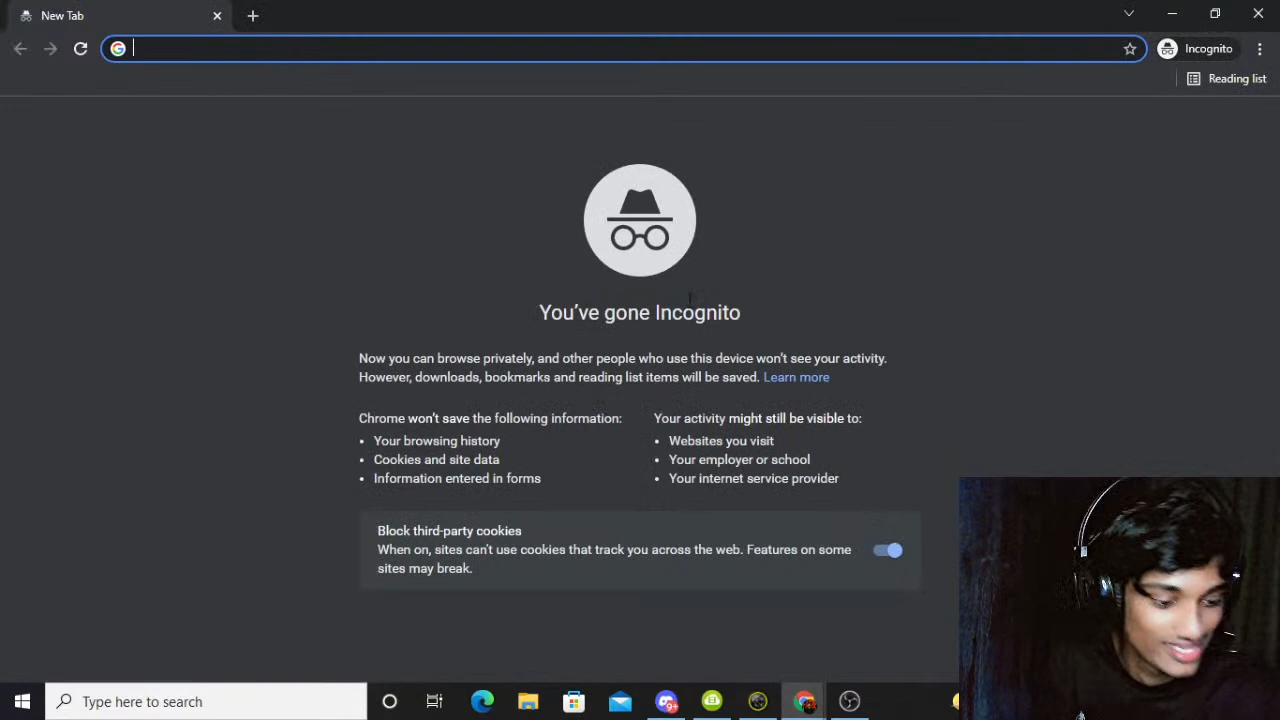 New Tab
Incognito
Reading list
You've gone Incognito
Now you can browse privately, and other people who use this device won't see your activity.
However, downloads, bookmarks and reading list items will be saved. Learn more
Chrome won't save the following information:
• Your browsing history
• Cookies and site data
• Information entered in forms
Your activity might still be visible to:
• Websites you visit
• Your employer or school
• Your internet service provider
Block third-party cookies
When on, sites can't use cookies that track you across the web. Features on some
sites may break.
Type here to search
9+